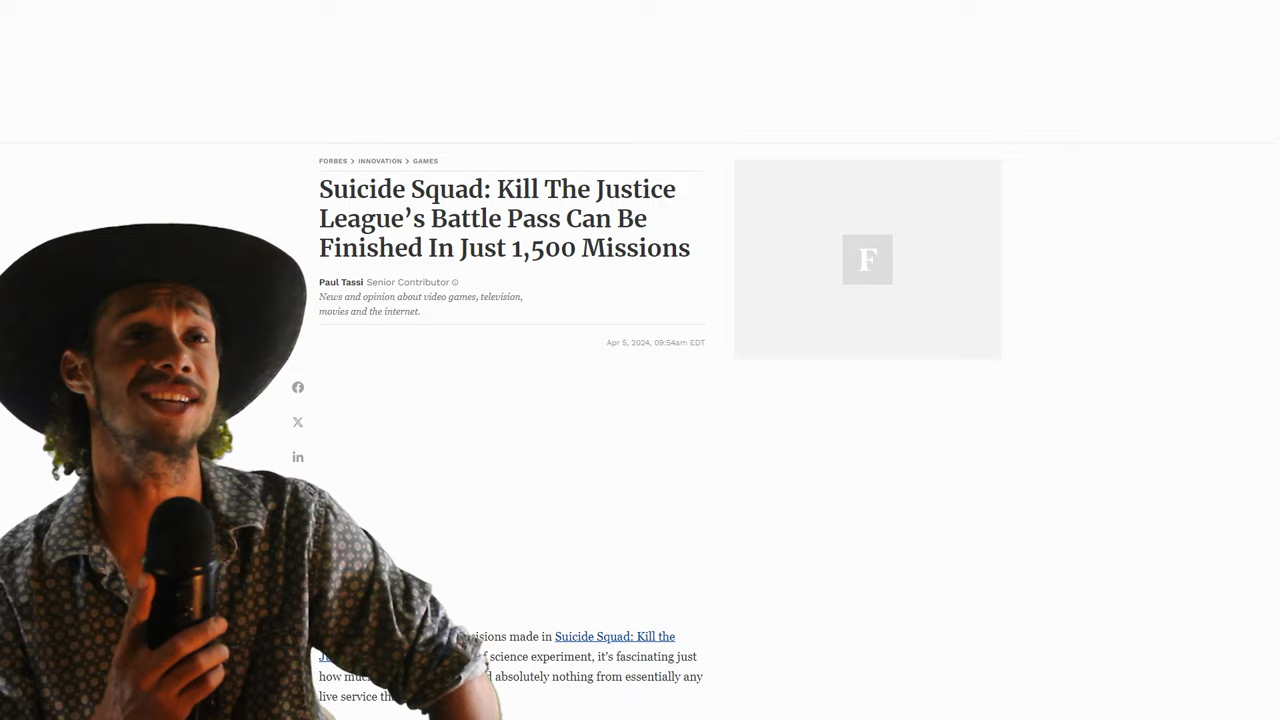 FORBES > INNOVATION > GAMES
Suicide Squad: Kill The Justice
League’s Battle Pass Can Be
Finished In Just 1,500 Missions
Paul Tassi Senior Contributor
News and opinion about video games, television,
movies and the internet.
Apr 5, 2024, 09:54am EDT
F
made in Suicide Squad: Kill the
science experiment, it’s fascinating just
how absolutely nothing from essentially any
live service